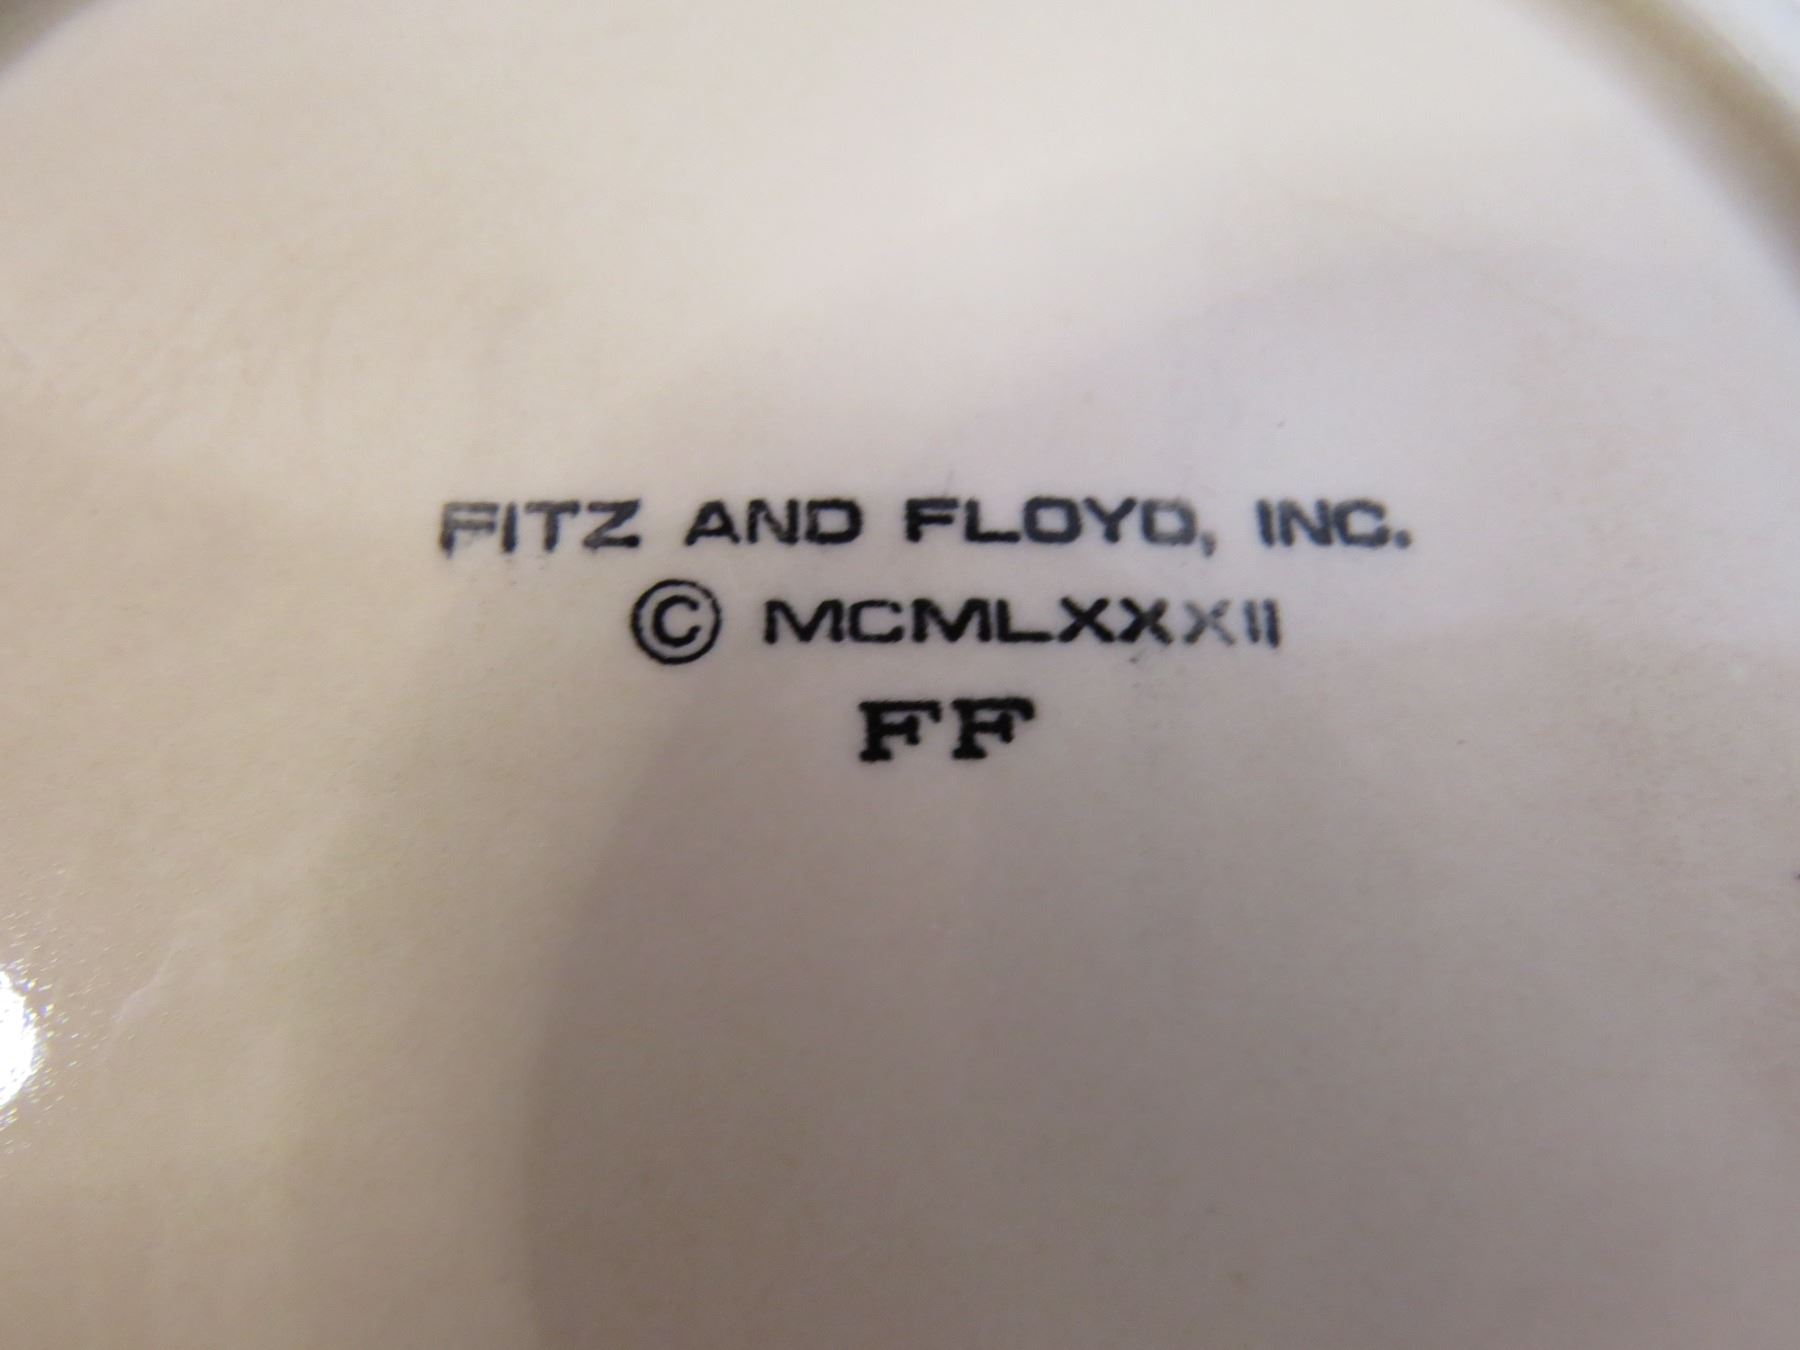 FITZ AND FLOYD, INC.
© MCMLXXXII
FF